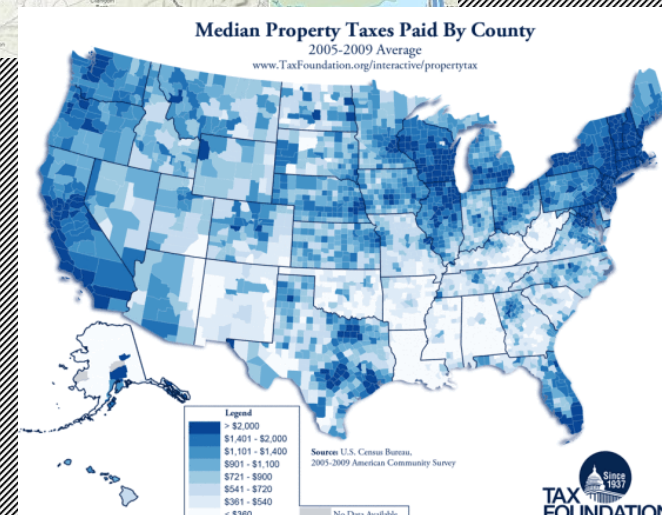 Median Property Taxes Paid By County
2005-2009 Average
www.TaxFoundation.org/interactive/propertytax
Legend
> $2,000
$1,401 - $2,000
$1,101 - $1,400
$901 - $1,100
$721 - $900
$541 - $720
$361 - $540
< $360
No Data Available
Source: U.S. Census Bureau,
2005-2009 American Community Survey
Since
1937
TAX
FOUNDATION